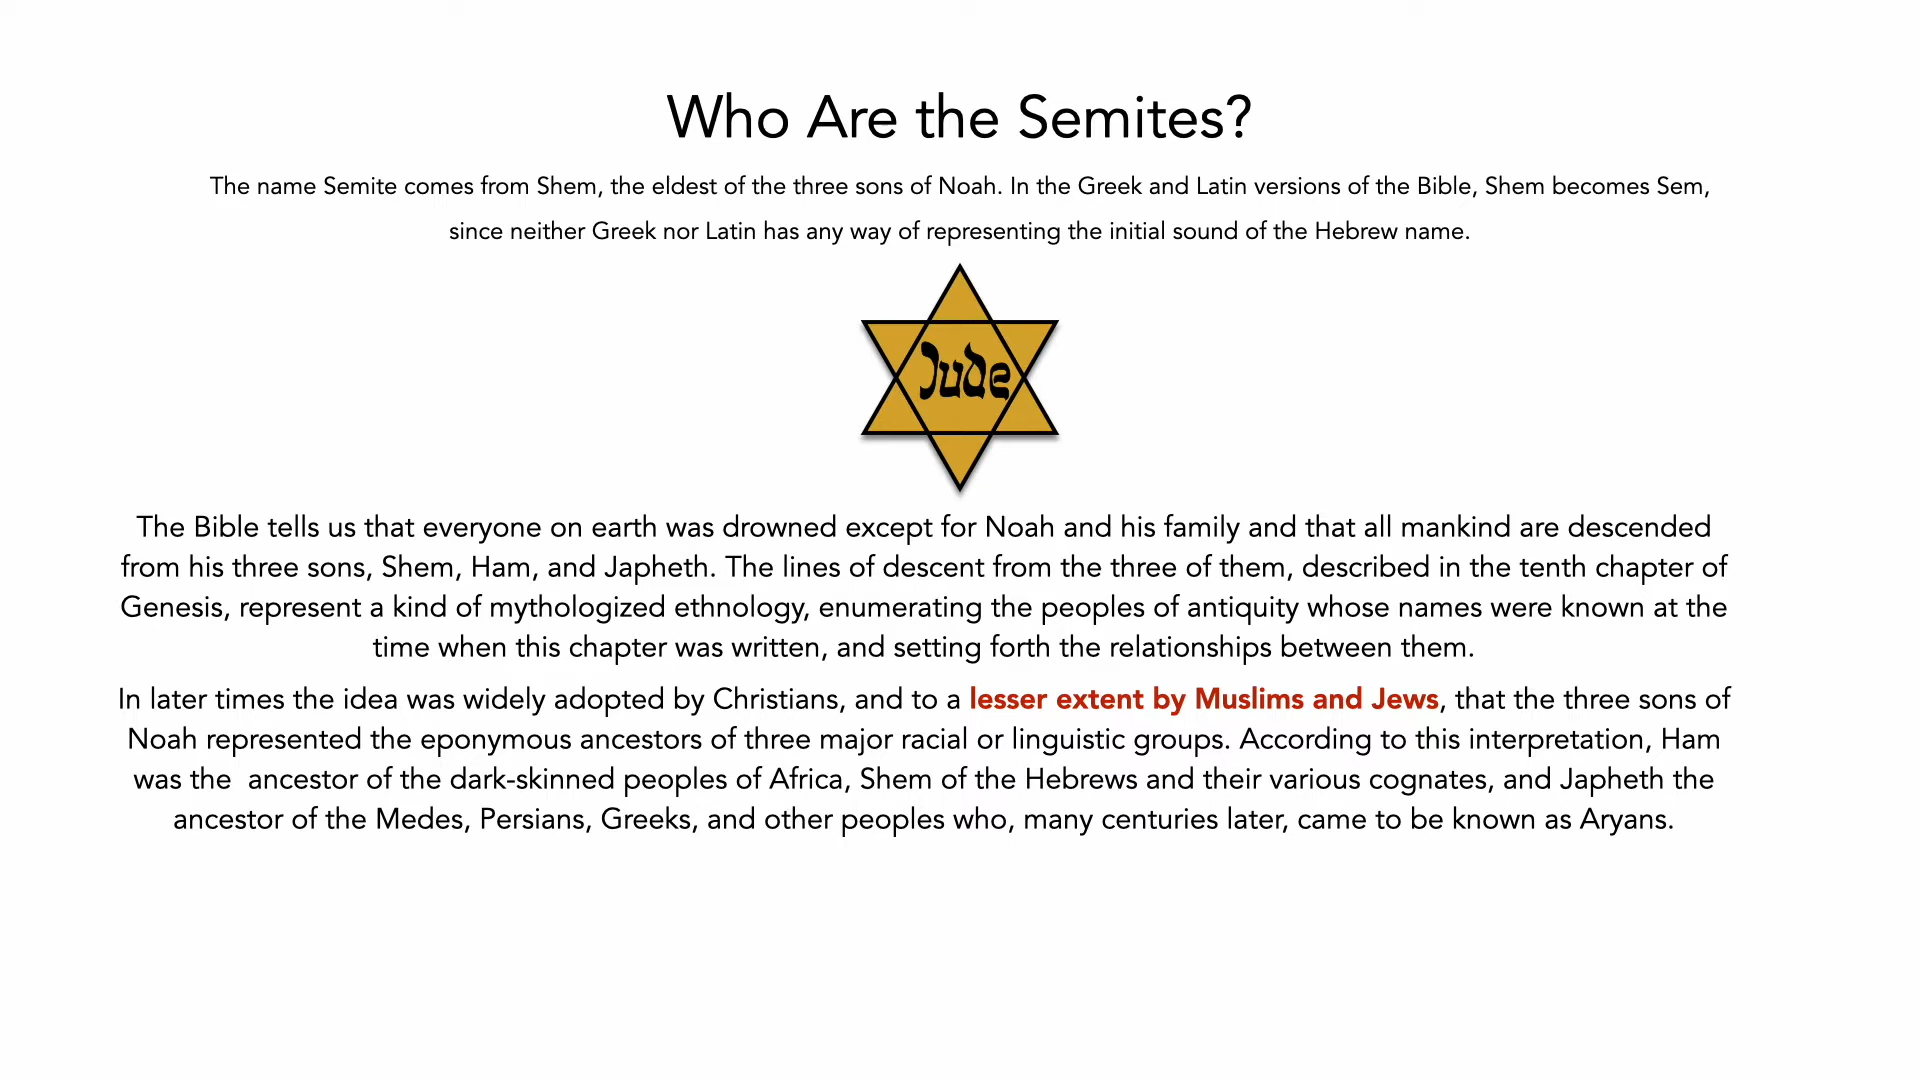 Who Are the Semites?
The name Semite comes from Shem, the eldest of the three sons of Noah. In the Greek and Latin versions of the Bible, Shem becomes Sem,
since neither Greek nor Latin has any way of representing the initial sound of the Hebrew name.
Jude
The Bible tells us that everyone on earth was drowned except for Noah and his family and that all mankind are descended
from his three sons, Shem, Ham, and Japheth. The lines of descent from the three of them, described in the tenth chapter of
Genesis, represent a kind of mythologized ethnology, enumerating the peoples of antiquity whose names were known at the
time when this chapter was written, and setting forth the relationships between them.
In later times the idea was widely adopted by Christians, and to a lesser extent by Muslims and Jews, that the three sons of
Noah represented the eponymous ancestors of three major racial or linguistic groups. According to this interpretation, Ham
was the  ancestor of the dark-skinned peoples of Africa, Shem of the Hebrews and their various cognates, and Japheth the
ancestor of the Medes, Persians, Greeks, and other peoples who, many centuries later, came to be known as Aryans.